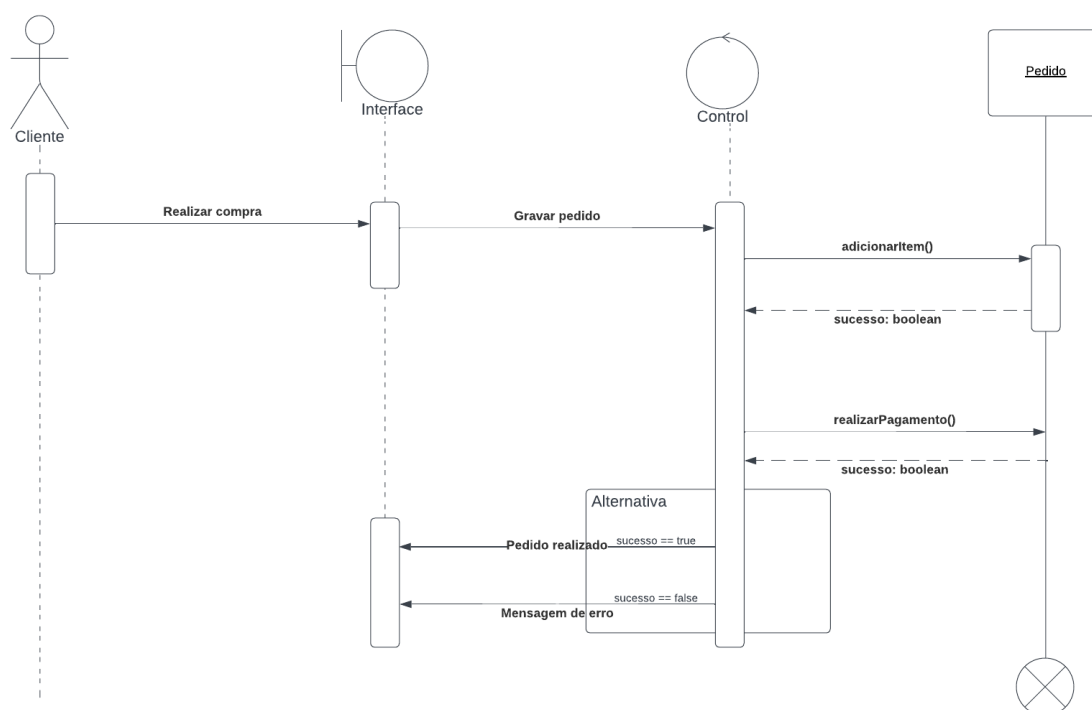 Pedido
Interface
Control
Cliente
Realizar compra
Gravar pedido
adicionarItem()
sucesso: boolean
realizarPagamento()
sucesso: boolean
Alternativa
Pedido realizado
sucesso == true
sucesso == false
Mensagem de erro